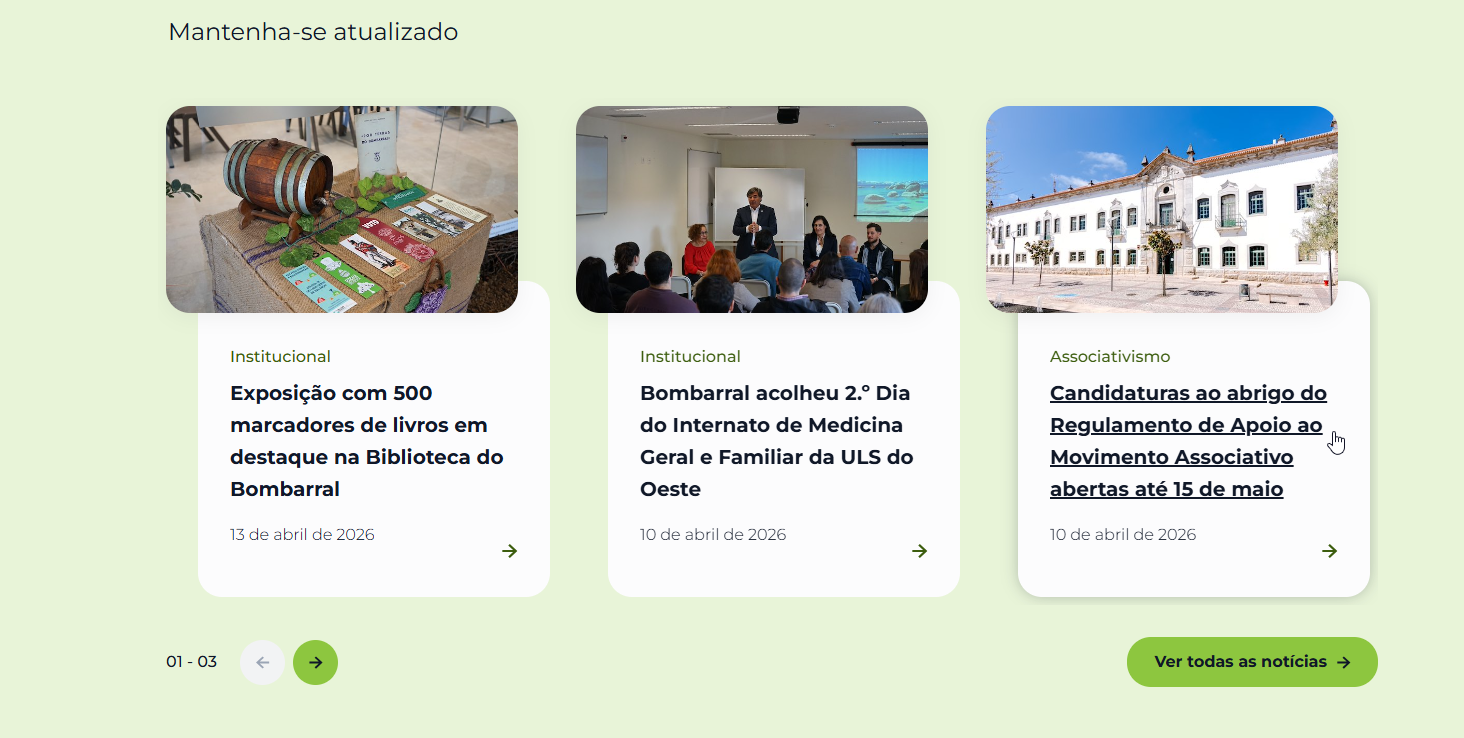 Mantenha-se atualizado
Institucional
Exposição com 500
marcadores de livros em
destaque na Biblioteca do
Bombarral
13 de abril de 2026
Institucional
Bombarral acolheu 2.º Dia
do Internato de Medicina
Geral e Familiar da ULS do
Oeste
10 de abril de 2026
Associativismo
Candidaturas ao abrigo do
Regulamento de Apoio ao
Movimento Associativo
abertas até 15 de maio
10 de abril de 2026
01 - 03
Ver todas as notícias